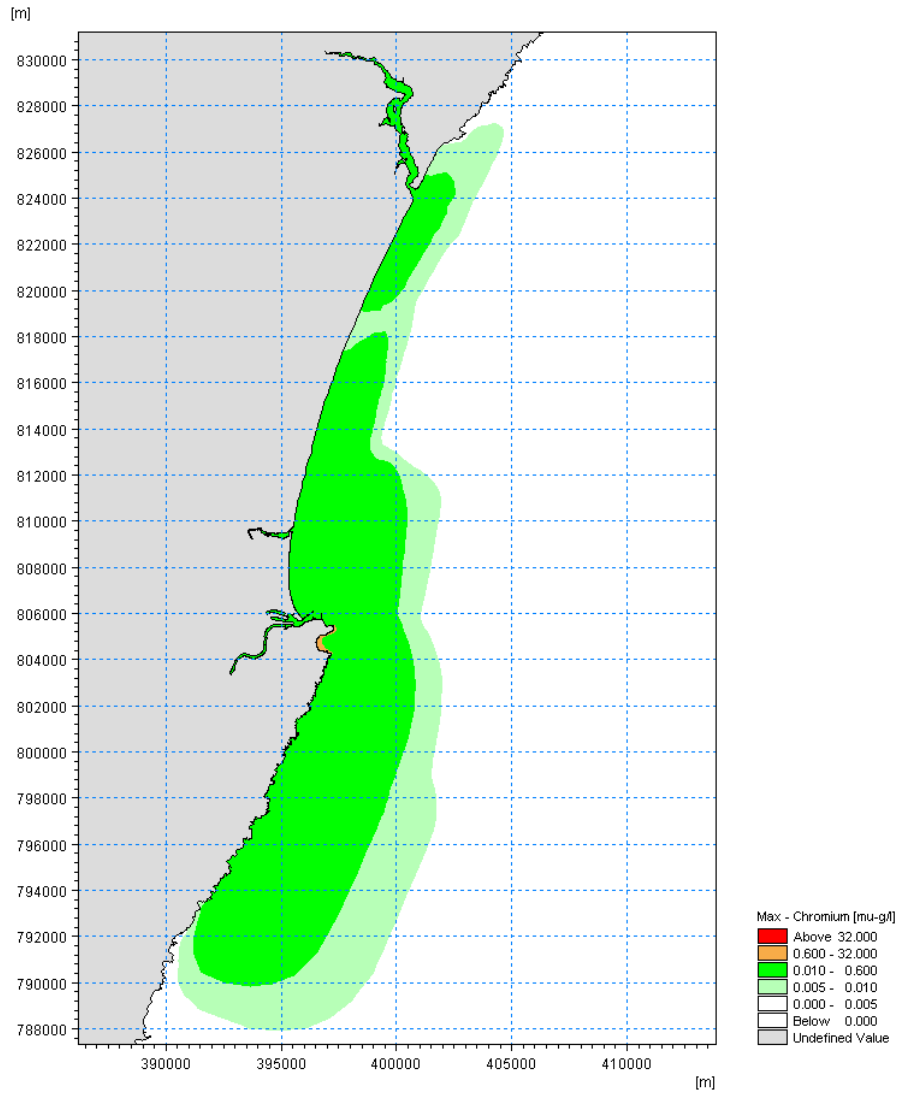 [m]
830000
828000
826000
824000
822000
820000
818000
816000
814000
812000
810000
808000
806000
804000
802000
800000
798000
796000
794000
792000
790000
788000
390000 395000 400000 405000 410000
[m]
Max - Chromium [mu-g/l]
Above 32.000
0.600 - 32.000
0.010 - 0.600
0.005 - 0.010
0.000 - 0.005
Below 0.000
Undefined Value